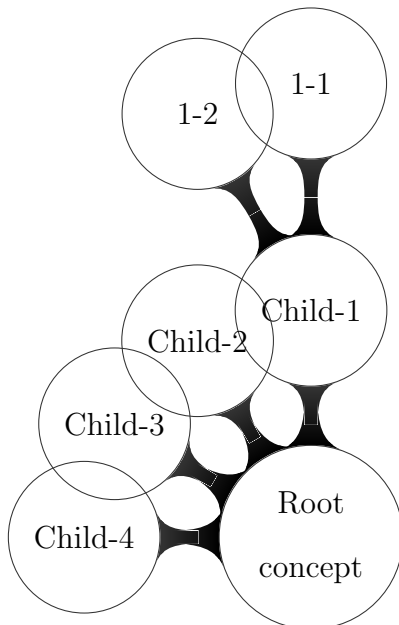 1-1
1-2
Child-1
Child-2
Child-3
Child-4
Root
concept